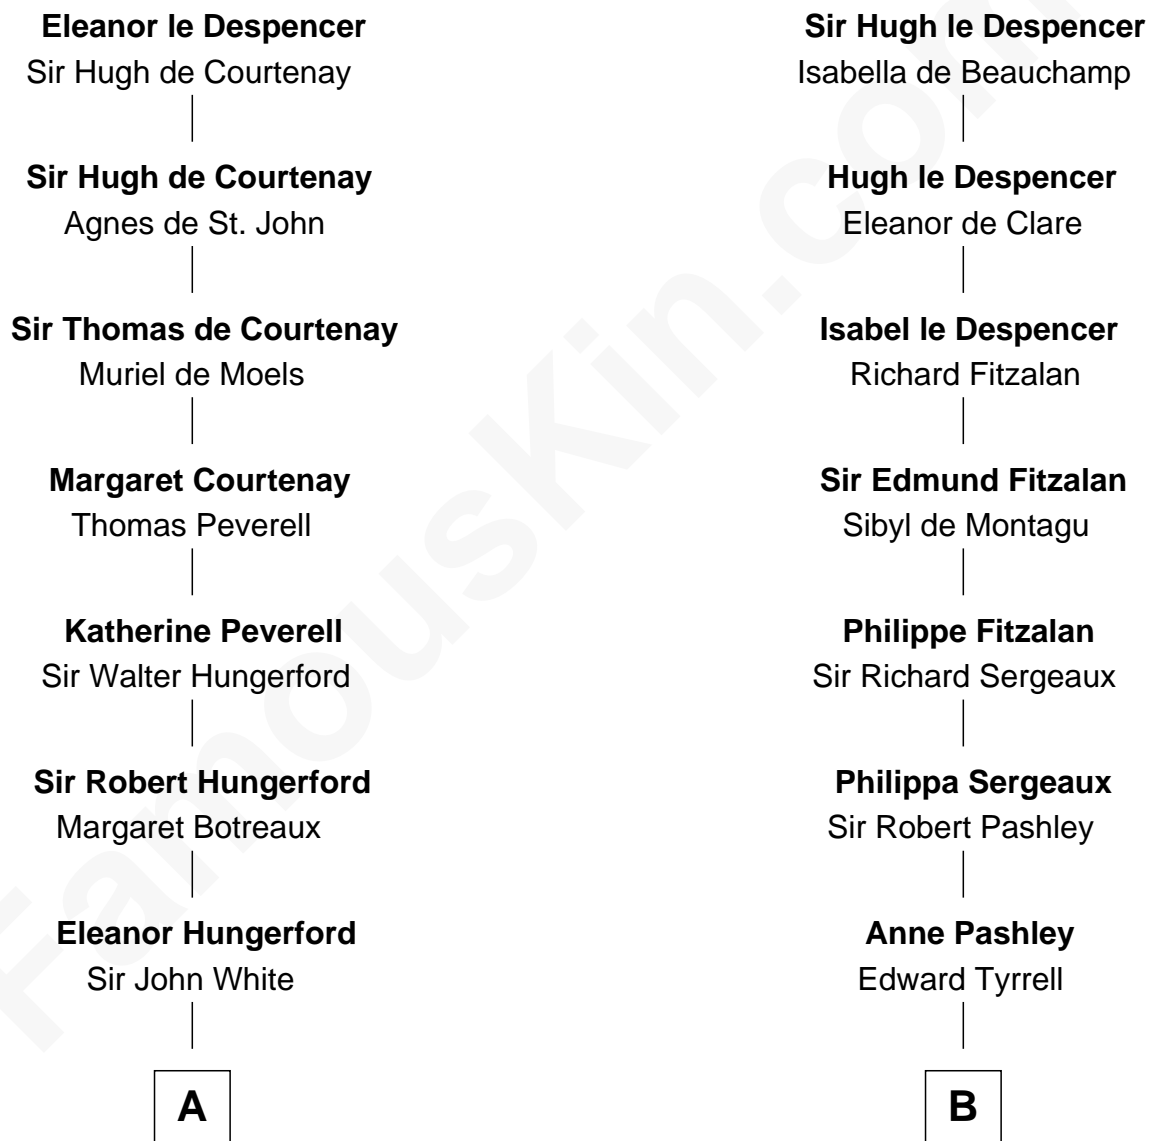 Eleanor le Despencer
Sir Hugh de Courtenay
Sir Hugh de Courtenay
Agnes de St. John
Sir Thomas de Courtenay
Muriel de Moels
Margaret Courtenay
Thomas Peverell
Katherine Peverell
Sir Walter Hungerford
Sir Robert Hungerford
Margaret Botreaux
Eleanor Hungerford
Sir John White
A
Sir Hugh le Despencer
Isabella de Beauchamp
Hugh le Despencer
Eleanor de Clare
Isabel le Despencer
Richard Fitzalan
Sir Edmund Fitzalan
Sibyl de Montagu
Philippe Fitzalan
Sir Richard Sergeaux
Philippa Sergeaux
Sir Robert Pashley
Anne Pashley
Edward Tyrrell
B
FamousKin.com